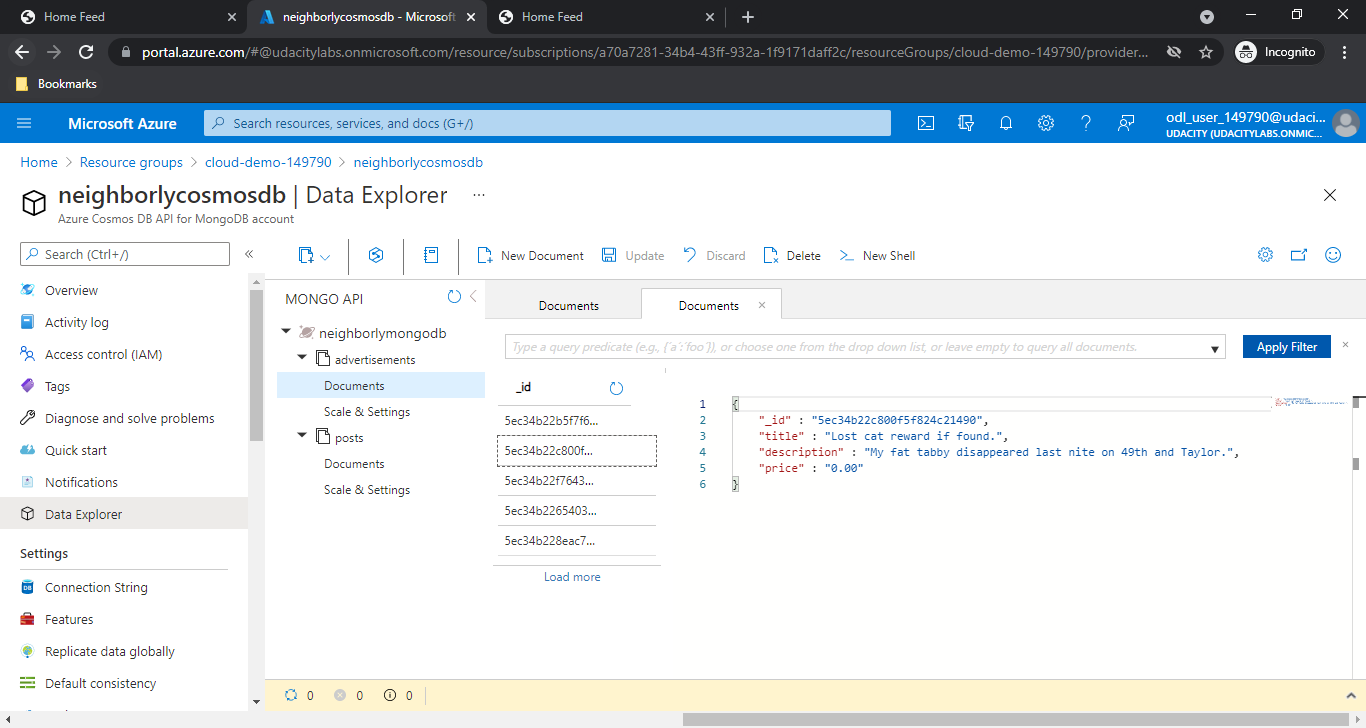 Home Feed
neighborlycosmosdb - Microsoft
Home Feed
portal.azure.com/#@udacitylabs.onmicrosoft.com/resource/subscriptions/a70a7281-34b4-43ff-932a-1f9171daff2c/resourceGroups/cloud-demo-149790/provider...
Incognito
Bookmarks
Microsoft Azure
Search resources, services, and docs (G+/)
odl_user_149790@udaci...
UDACITY (UDACITYLABS.ONMIC...
Home > Resource groups > cloud-demo-149790 > neighborlycosmosdb
neighborlycosmosdb | Data Explorer ...
Azure Cosmos DB API for MongoDB account
Search (Ctrl+/)
«
Overview
Activity log
Access control (IAM)
Tags
Diagnose and solve problems
Quick start
Notifications
Data Explorer
Settings
Connection String
Features
Replicate data globally
Default consistency
New Document
Update
Discard
Delete
New Shell
MONGO API
neighborlymongodb
advertisements
Documents
Scale & Settings
posts
Documents
Scale & Settings
Documents
Documents
Type a query predicate (e.g., {´a´:´foo´}), or choose one from the drop down list, or leave empty to query all documents.
Apply Filter
_id
5ec34b22b5f7f6...
5ec34b22c800f...
5ec34b22f7643...
5ec34b2265403...
5ec34b228eac7...
Load more
1 {
2 "_id" : "5ec34b22c800f5f824c21490",
3 "title" : "Lost cat reward if found.",
4 "description" : "My fat tabby disappeared last nite on 49th and Taylor.",
5 "price" : "0.00"
6 }
0
0
0